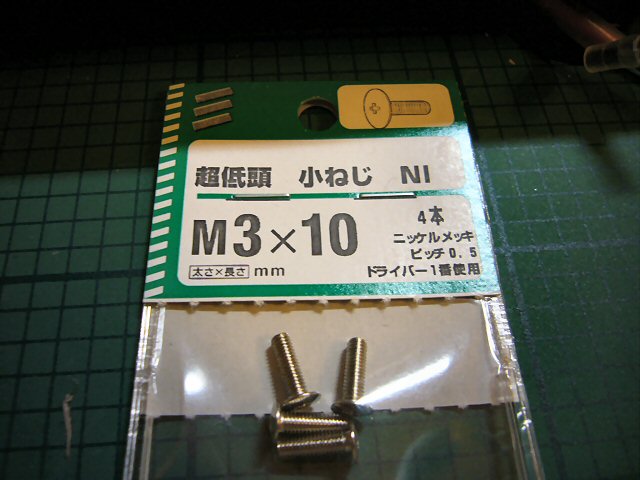 超低頭 小ねじ NI
M3×10
4本
ニッケルメッキ
ピッチ0.5
太さ×長さ mm
ドライバー1番使用